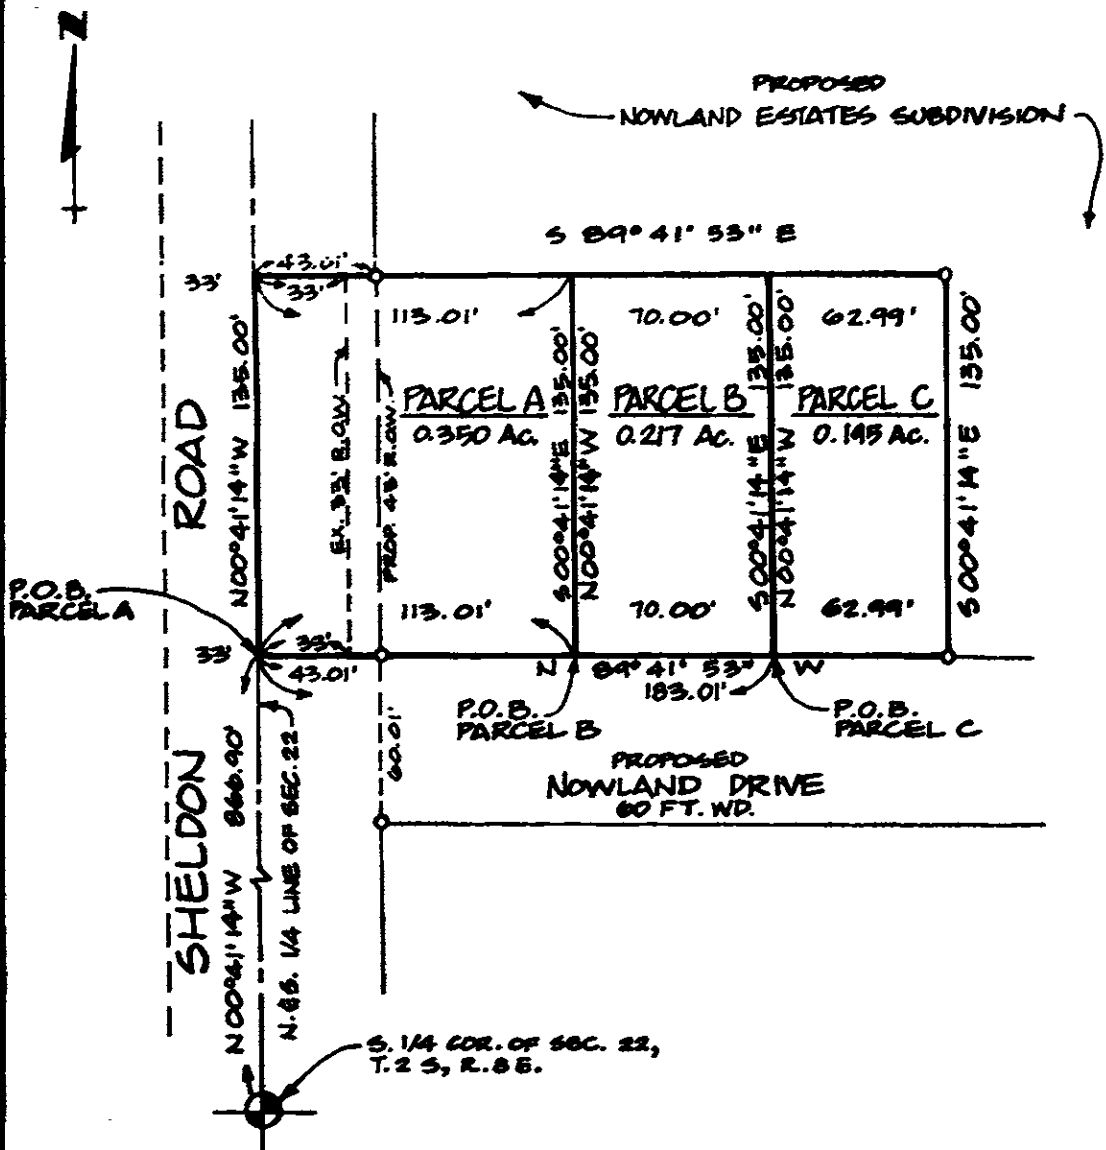 N
PROPOSED
NOWLAND ESTATES SUBDIVISION
S 89° 41' 53" E
43.01'
33'
33'
113.01'
70.00'
62.99'
N00°41'14"W 135.00'
EX. 33' R.O.W.
PROP. 43' R.O.W.
PARCEL A
0.350 Ac.
S00°41'14"E 135.00'
N00°41'14"W 135.00'
PARCEL B
0.217 Ac.
S00°41'14"E 135.00'
N00°41'14"W 135.00'
PARCEL C
0.195 Ac.
S00°41'14"E 135.00'
SHELDON ROAD
P.O.B.
PARCEL A
113.01'
70.00'
62.99'
33'
33'
43.01'
N 89° 41' 53" W
183.01'
P.O.B.
PARCEL B
P.O.B.
PARCEL C
60.01'
PROPOSED
NOWLAND DRIVE
60 FT. WD.
N00°41'14"W 866.90'
N.&S. 1/4 LINE OF SEC. 22
S. 1/4 COR. OF SEC. 22,
T.2 S, R.8 E.